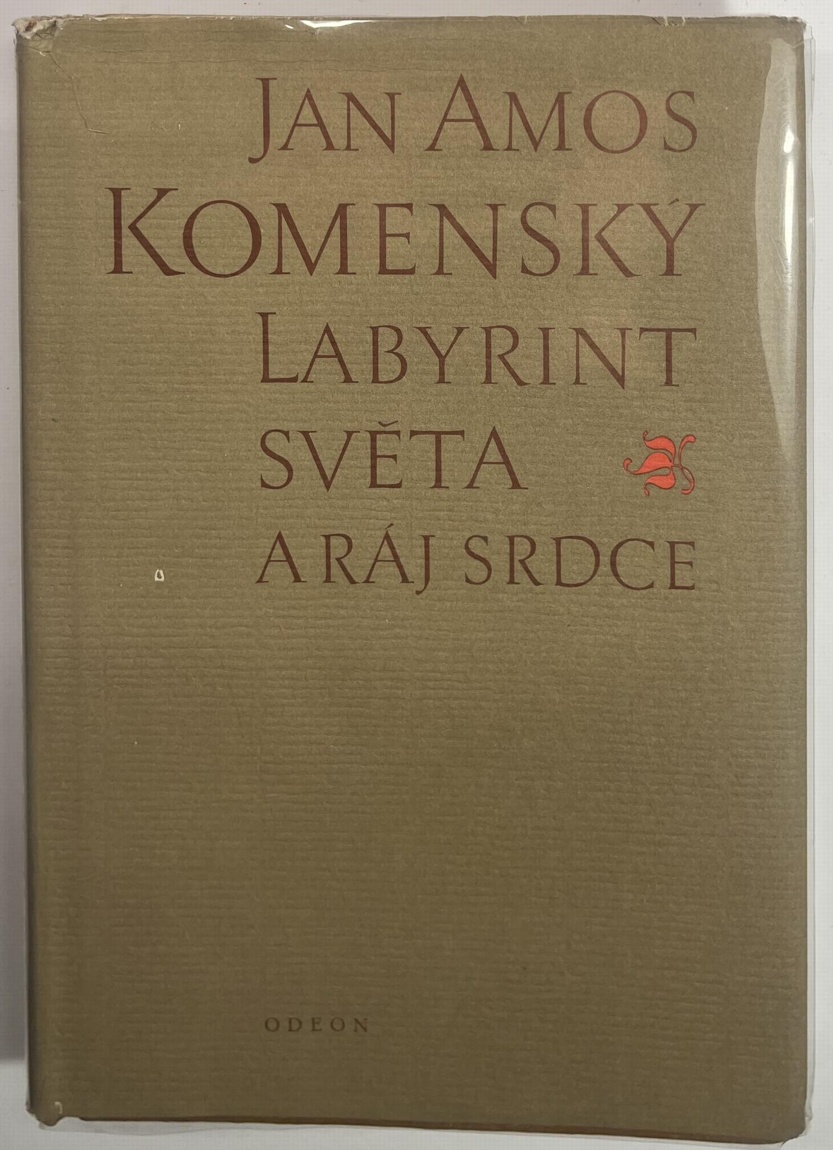 JAN AMOS
KOMENSKÝ
LABYRINT
SVĚTA
A RÁJ SRDCE
ODEON